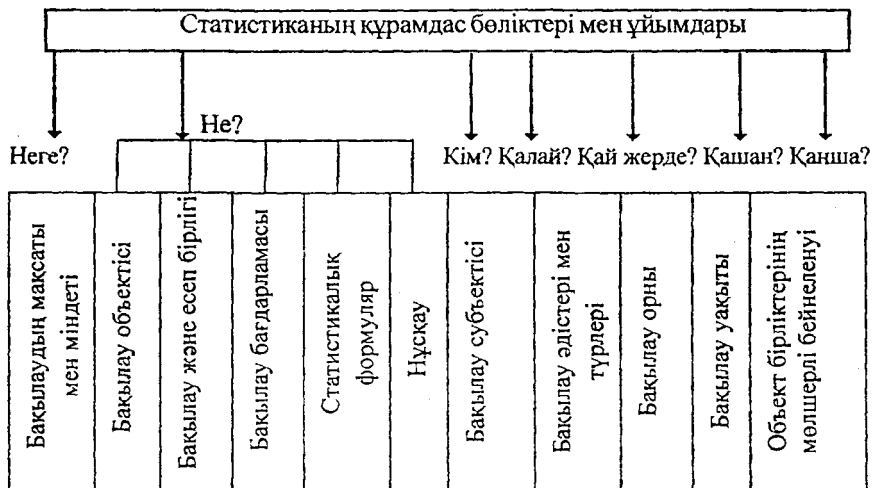 Статистиканың құрамдас бөліктері мен ұйымдары
Не?
Неге?
Кім? Қалай? Қай жерде? Қашан? Қанша?
Бақылаудың мақсаты
мен міндеті
Бақылау объектісі
Бақылау және есеп бірлігі
Бақылау бағдарламасы
Статистикалық
формуляр
Нұсқау
Бақылау субъектісі
Бақылау әдістері мен
түрлері
Бақылау орны
Бақылау уақыты
Объект бірліктерінің
мөлшерлі бейнеленуі